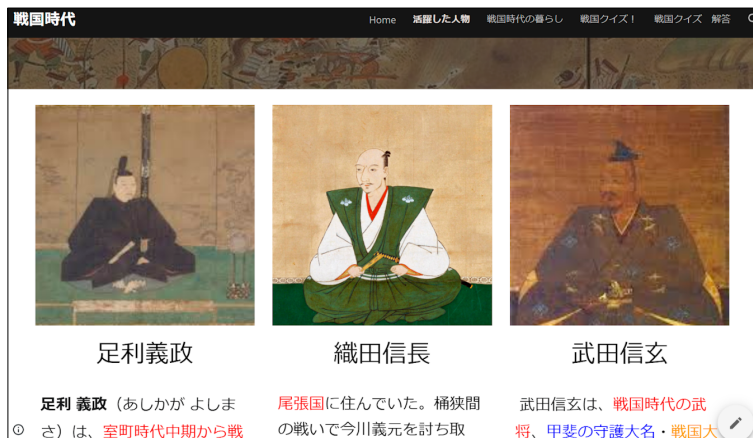 戦国時代
Home 活躍した人物 戦国時代の暮らし 戦国クイズ! 戦国クイズ 解答
足利義政
織田信長
武田信玄
足利 義政（あしかが よしま
さ）は、室町時代中期から戦
尾張国に住んでいた。桶狭間
の戦いで今川義元を討ち取
武田信玄は、戦国時代の武
将、甲斐の守護大名・戦国大